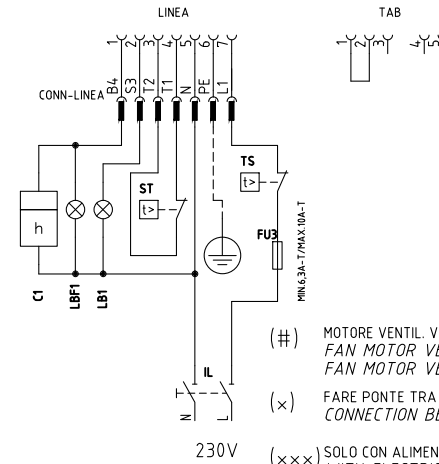 LINEA
TAB
1 2 3 4 5 6 7
1 2 3 4 5
B4 S3 T2 T1 N PE L1
CONN-LINEA
TS
ST
t>
t>
h
FU3
MIN.6,3A-T/MAX.10A-T
C1
LBF1
LB1
(#) MOTORE VENTIL. V
FAN MOTOR VE
FAN MOTOR VE
IL
(x) FARE PONTE TRA
CONNECTION BE
N L
230V
(xxx) SOLO CON ALIMEN